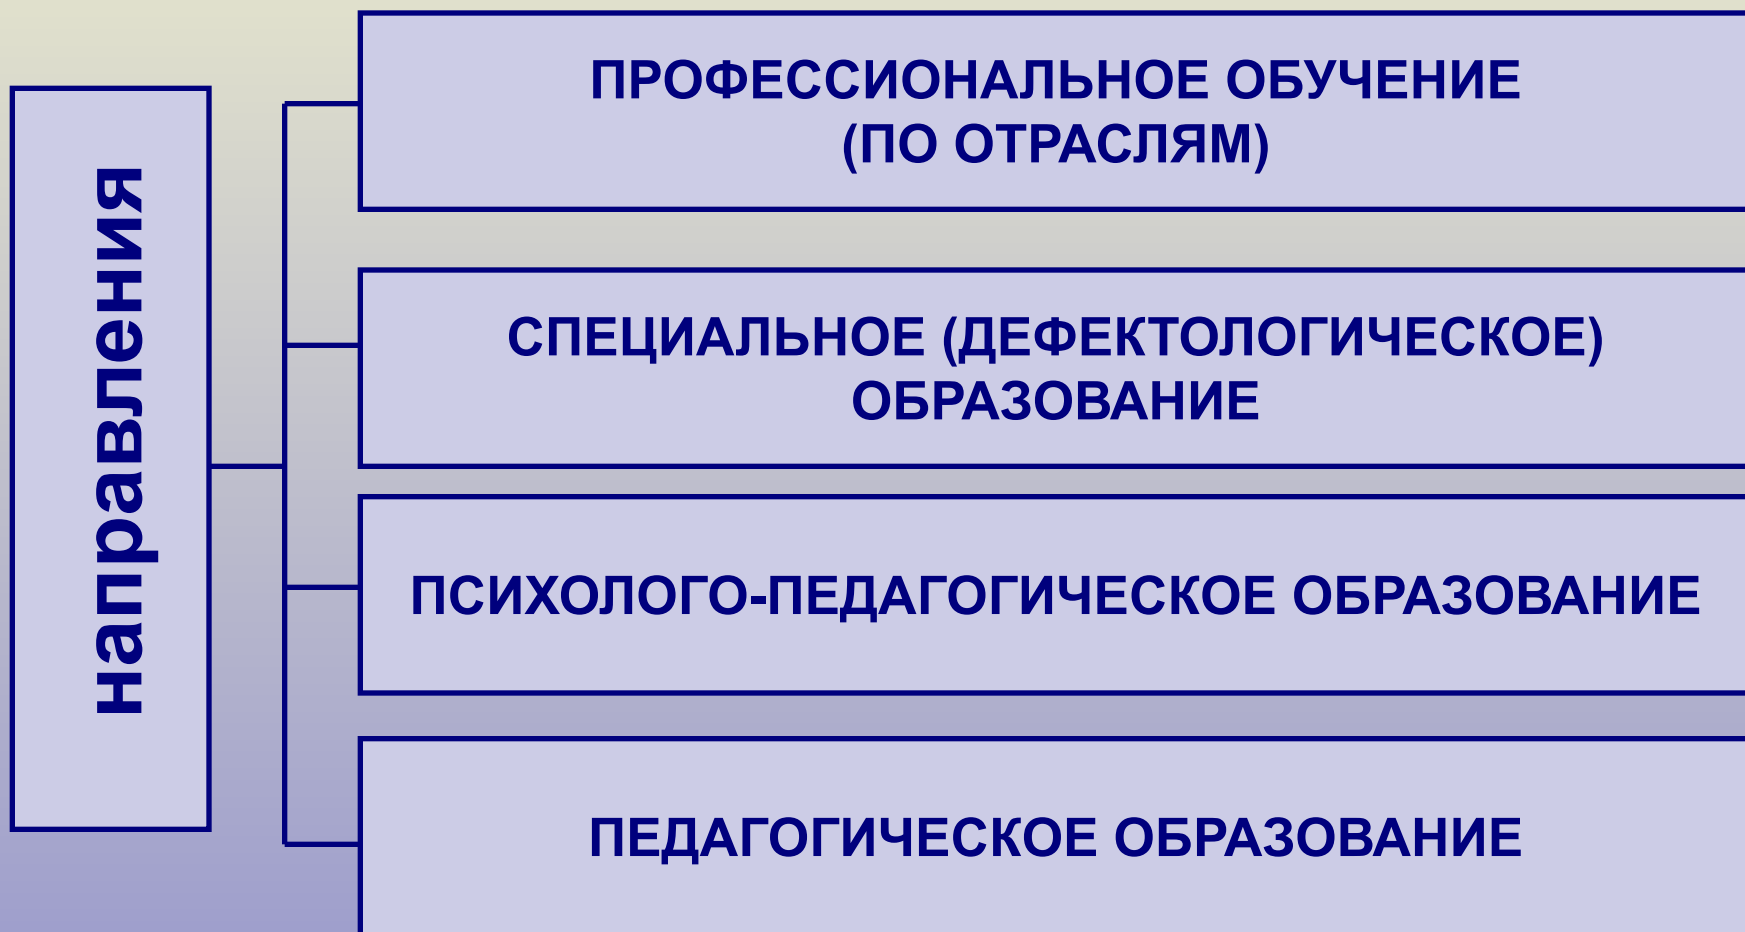 направления
ПРОФЕССИОНАЛЬНОЕ ОБУЧЕНИЕ
(ПО ОТРАСЛЯМ)
СПЕЦИАЛЬНОЕ (ДЕФЕКТОЛОГИЧЕСКОЕ)
ОБРАЗОВАНИЕ
ПСИХОЛОГО-ПЕДАГОГИЧЕСКОЕ ОБРАЗОВАНИЕ
ПЕДАГОГИЧЕСКОЕ ОБРАЗОВАНИЕ